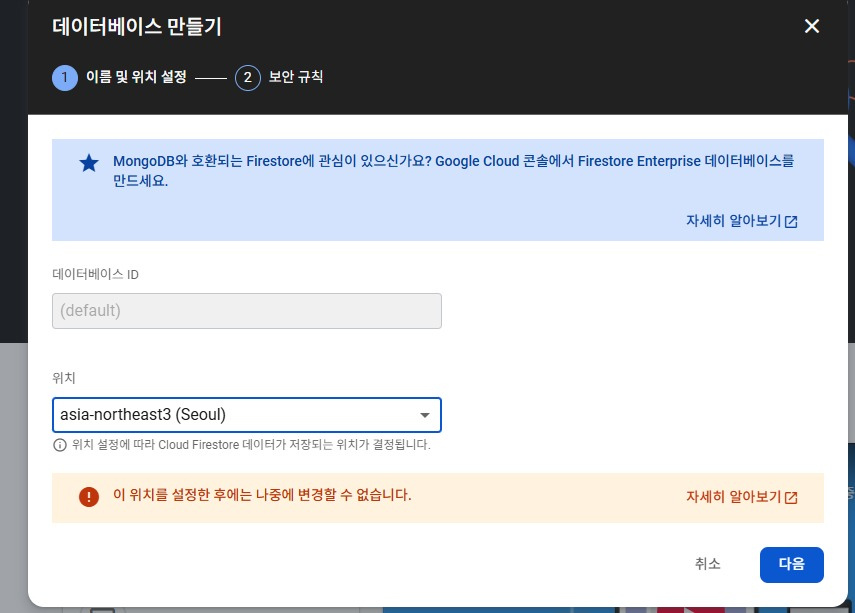 데이터베이스 만들기
1 이름 및 위치 설정 2 보안 규칙
MongoDB와 호환되는 Firestore에 관심이 있으신가요? Google Cloud 콘솔에서 Firestore Enterprise 데이터베이스를
만드세요.
자세히 알아보기
데이터베이스 ID
(default)
위치
asia-northeast3 (Seoul)
위치 설정에 따라 Cloud Firestore 데이터가 저장되는 위치가 결정됩니다.
이 위치를 설정한 후에는 나중에 변경할 수 없습니다. 자세히 알아보기
취소 다음